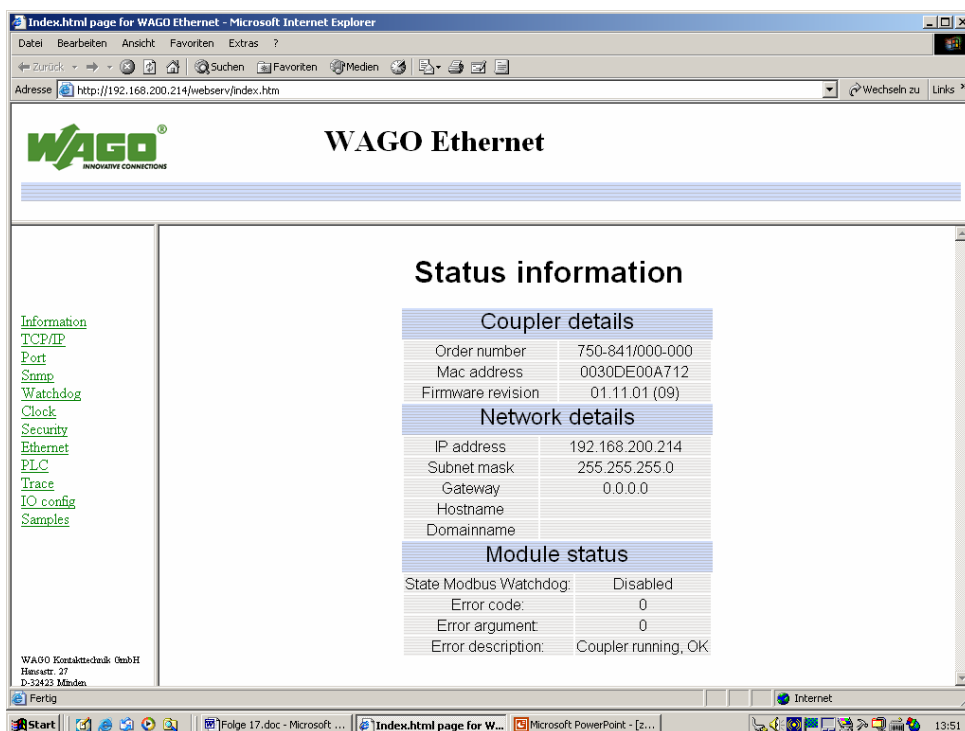 Index.html page for WAGO Ethernet - Microsoft Internet Explorer
Datei Bearbeiten Ansicht Favoriten Extras ?
Zurück Suchen Favoriten Medien
Adresse http://192.168.200.214/webserv/index.htm Wechseln zu Links
WAGO ®
INNOVATIVE CONNECTIONS
WAGO Ethernet
Information
TCP/IP
Port
Snmp
Watchdog
Clock
Security
Ethernet
PLC
Trace
IO config
Samples
WAGO Kontakttechnik GmbH
Hansastr. 27
D-32423 Minden
Status information
Coupler details
Order number 750-841/000-000
Mac address 0030DE00A712
Firmware revision 01.11.01 (09)
Network details
IP address 192.168.200.214
Subnet mask 255.255.255.0
Gateway 0.0.0.0
Hostname
Domainname
Module status
State Modbus Watchdog: Disabled
Error code: 0
Error argument: 0
Error description: Coupler running, OK
Fertig Internet
Start Folge 17.doc - Microsoft ... Index.html page for W... Microsoft PowerPoint - [z... 13:51